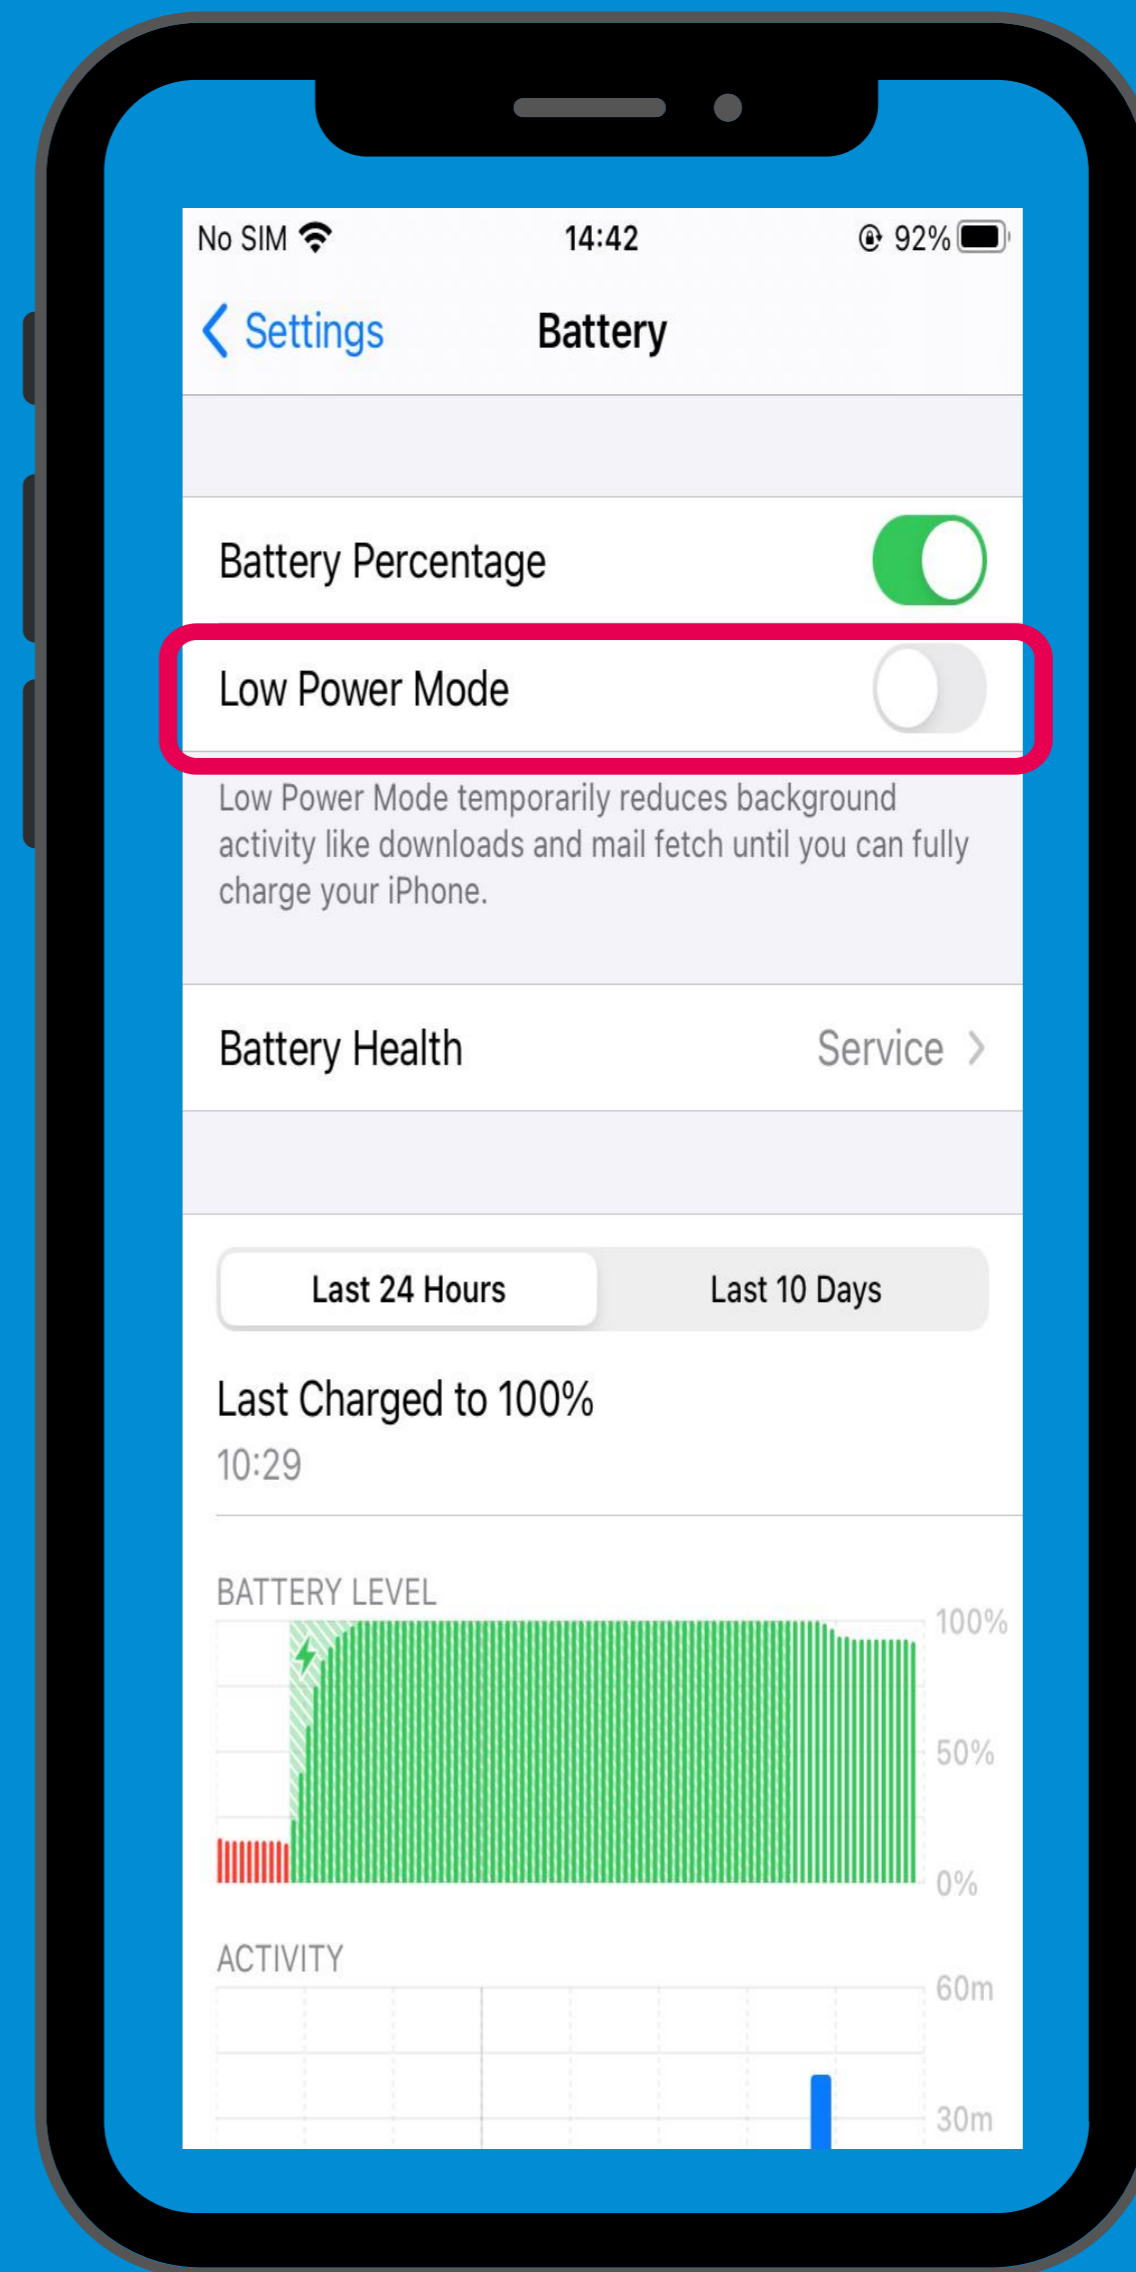 No SIM 14:42 92%
Settings Battery
Battery Percentage
Low Power Mode
Low Power Mode temporarily reduces background
activity like downloads and mail fetch until you can fully
charge your iPhone.
Battery Health Service
Last 24 Hours Last 10 Days
Last Charged to 100%
10:29
BATTERY LEVEL
100%
50%
0%
ACTIVITY
60m
30m